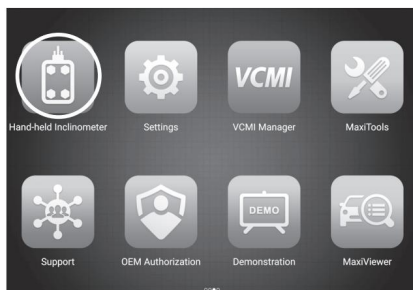 VCMI
Hand-held Inclinometer Settings VCMI Manager MaxiTools
DEMO
Support OEM Authorization Demonstration MaxiViewer